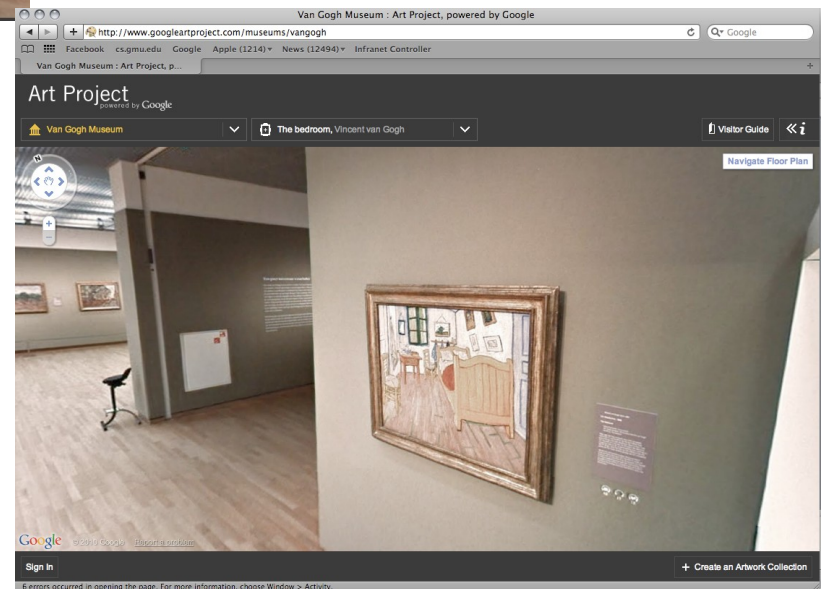 Van Gogh Museum : Art Project, powered by Google
http://www.googleartproject.com/museums/vangogh
Google
Facebook cs.gmu.edu Google Apple (1214) News (12494) Infranet Controller
Van Gogh Museum : Art Project, p...
Art Project
powered by Google
Van Gogh Museum
The bedroom, Vincent van Gogh
Visitor Guide
i
N
Navigate Floor Plan
+
-
Google Report a problem
Sign In
+ Create an Artwork Collection
6 errors occurred in opening the page. For more information, choose Window > Activity.